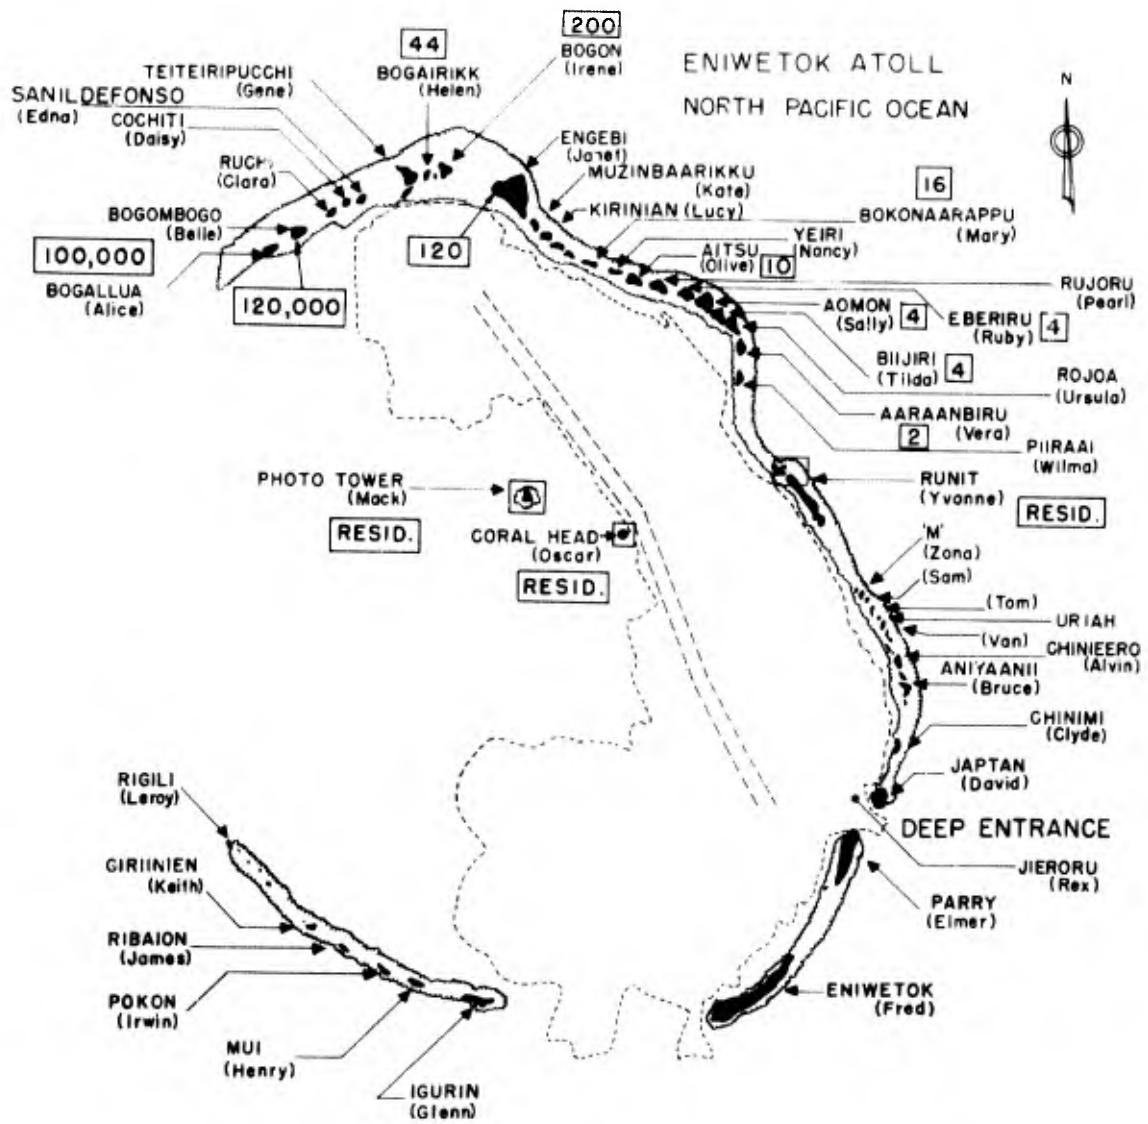 ENIWETOK ATOLL
NORTH PACIFIC OCEAN
N
200
BOGON
(Irene)
44
BOGAIRIKK
(Helen)
TEITEIRIPUCCHI
(Gene)
SANILDEFONSO
(Edna)
COCHITI
(Daisy)
RUCHI
(Clara)
BOGOMBOGO
(Belle)
100,000
BOGALLUA
(Alice)
120,000
120
ENGEBI
(Janet)
MUZINBAARIKKU
(Kate)
KIRINIAN (Lucy)
16
BOKONAARAPPU
(Mary)
YEIRI
(Nancy)
AITSU
(Olive) 10
RUJORU
(Pearl)
AOMON
(Sally) 4
EBERIRU
(Ruby) 4
BIIJIRI
(Tilda) 4
ROJOA
(Ursula)
AARAANBIRU
2 (Vera)
PIIRAAI
(Wilma)
RUNIT
(Yvonne)
RESID.
PHOTO TOWER
(Mack)
RESID.
CORAL HEAD
(Oscar)
RESID.
'M'
(Zona)
(Sam)
(Tom)
URIAH
(Van)
CHINIEERO
(Alvin)
ANIYAANII
(Bruce)
CHINIMI
(Clyde)
JAPTAN
(David)
DEEP ENTRANCE
JIERORU
(Rex)
PARRY
(Elmer)
ENIWETOK
(Fred)
RIGILI
(Leroy)
GIRIINIEN
(Keith)
RIBAION
(James)
POKON
(Irwin)
MUI
(Henry)
IGURIN
(Glenn)